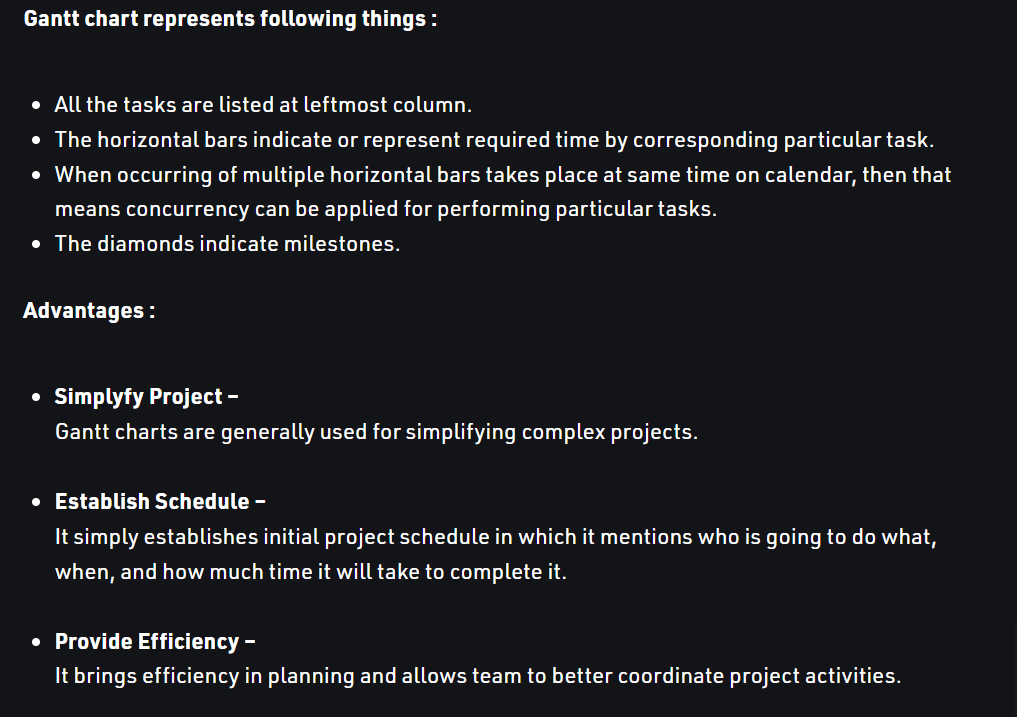 Gantt chart represents following things :
• All the tasks are listed at leftmost column.
• The horizontal bars indicate or represent required time by corresponding particular task.
• When occurring of multiple horizontal bars takes place at same time on calendar, then that
means concurrency can be applied for performing particular tasks.
• The diamonds indicate milestones.
Advantages :
• Simplyfy Project –
Gantt charts are generally used for simplifying complex projects.
• Establish Schedule –
It simply establishes initial project schedule in which it mentions who is going to do what,
when, and how much time it will take to complete it.
• Provide Efficiency –
It brings efficiency in planning and allows team to better coordinate project activities.